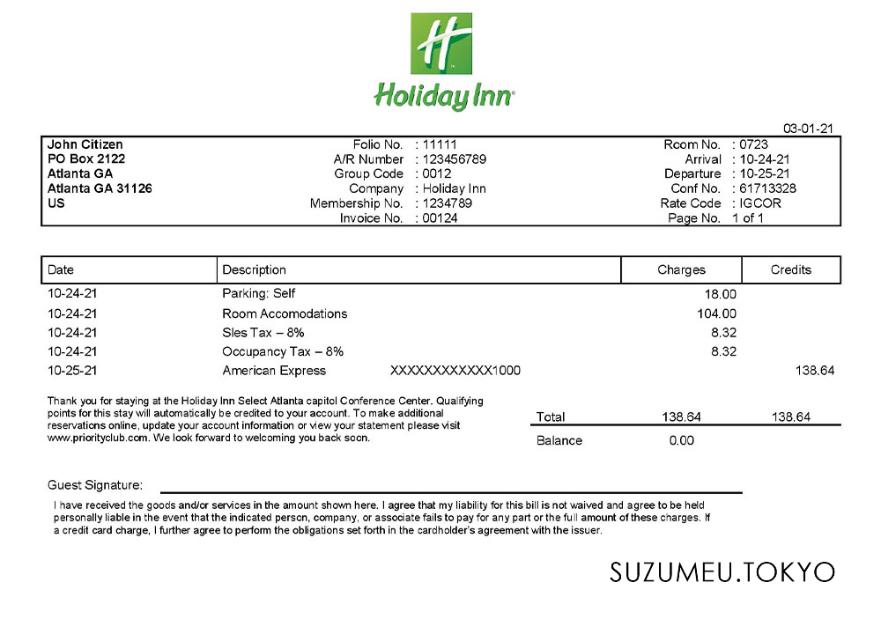 Holiday Inn
03-01-21
John Citizen Folio No. : 11111 Room No. : 0723
PO Box 2122 A/R Number : 123456789 Arrival : 10-24-21
Atlanta GA Group Code : 0012 Departure : 10-25-21
Atlanta GA 31126 Company : Holiday Inn Conf No. : 61713328
US Membership No. : 1234789 Rate Code : IGCOR
Invoice No. : 00124 Page No. 1 of 1
Date Description Charges Credits
10-24-21 Parking: Self 18.00
10-24-21 Room Accomodations 104.00
10-24-21 Sles Tax – 8% 8.32
10-24-21 Occupancy Tax – 8% 8.32
10-25-21 American Express XXXXXXXXXXXX1000 138.64
Thank you for staying at the Holiday Inn Select Atlanta capitol Conference Center. Qualifying
points for this stay will automatically be credited to your account. To make additional
reservations online, update your account information or view your statement please visit
www.priorityclub.com. We look forward to welcoming you back soon.
Total 138.64 138.64
Balance 0.00
Guest Signature:
I have received the goods and/or services in the amount shown here. I agree that my liability for this bill is not waived and agree to be held
personally liable in the event that the indicated person, company, or associate fails to pay for any part or the full amount of these charges. If
a credit card charge, I further agree to perform the obligations set forth in the cardholder's agreement with the issuer.
SUZUMEU.TOKYO